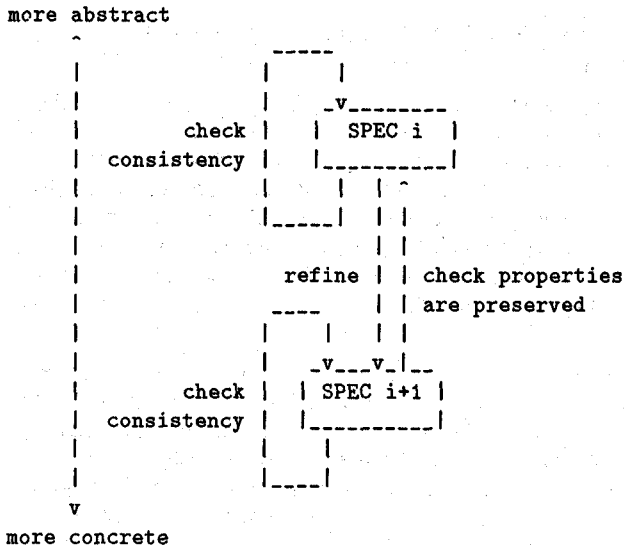 more abstract
check SPEC i
consistency
refine check properties
are preserved
check SPEC i+1
consistency
more concrete